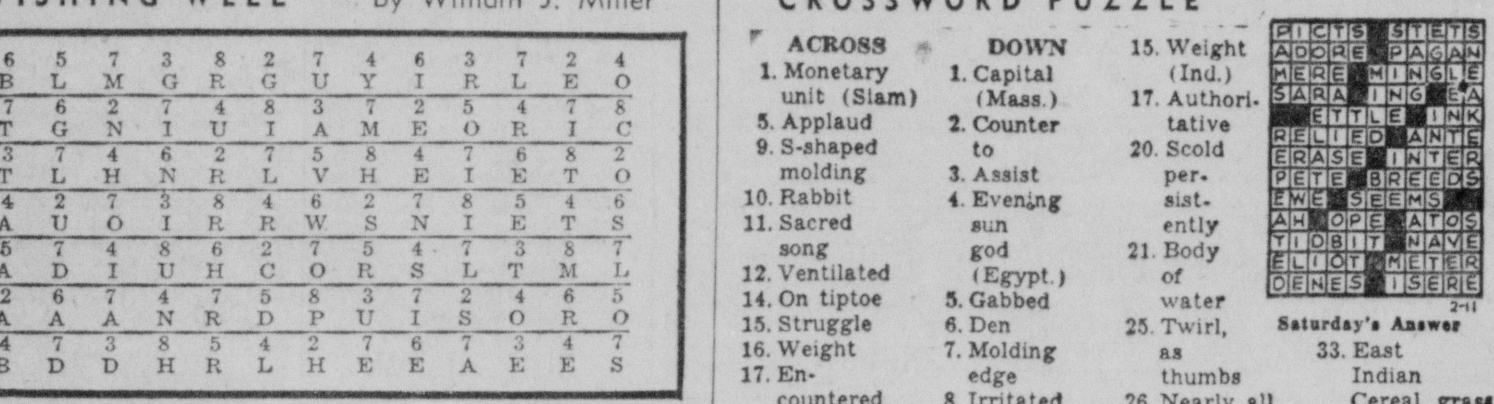 WISHING WELL By William J. Miller
6 5 7 3 8 2 7 4 6 3 7 2 4
B L M G R G U Y I R L E O
7 6 2 7 4 8 3 7 2 5 4 7 8
T G N I U I A M E O R I C
3 7 4 6 2 7 5 8 4 7 6 8 2
T L H N R L V H E I E T O
4 2 7 3 8 4 6 2 7 8 5 4 6
A U O I R R W S N I E T S
5 7 4 8 6 2 7 5 4 7 3 8 7
A D I U H C O R S L T M L
2 6 7 4 7 5 8 3 7 2 4 6 5
A A A N R D P U I S O R O
4 7 3 8 5 4 2 7 6 7 3 4 7
B D D H R L H E E A E E S
CROSSWORD PUZZLE
ACROSS
1. Monetary
unit (Siam)
5. Applaud
9. S-shaped
molding
10. Rabbit
11. Sacred
song
12. Ventilated
14. On tiptoe
15. Struggle
16. Weight
17. En-
countered
DOWN
1. Capital
(Mass.)
2. Counter
to
3. Assist
4. Evening
sun
god
(Egypt.)
5. Gabbed
6. Den
7. Molding
edge
8. Irritated
15. Weight
(Ind.)
17. Authori-
tative
20. Scold
per-
sist-
ently
21. Body
of
water
25. Twirl,
as
thumbs
26. Nearly all
PICTS STETS
ADORE PAGAN
MERE MINGLE
SARA ING EA
ETTLE INK
RELIED ANTE
ERASE INTER
PETE BREEDS
EWE SEEMS
AH OPE ATOS
TIDBIT NAVE
ELIOT METER
DENES ISERE
2-11
Saturday's Answer
33. East
Indian
Cereal grass